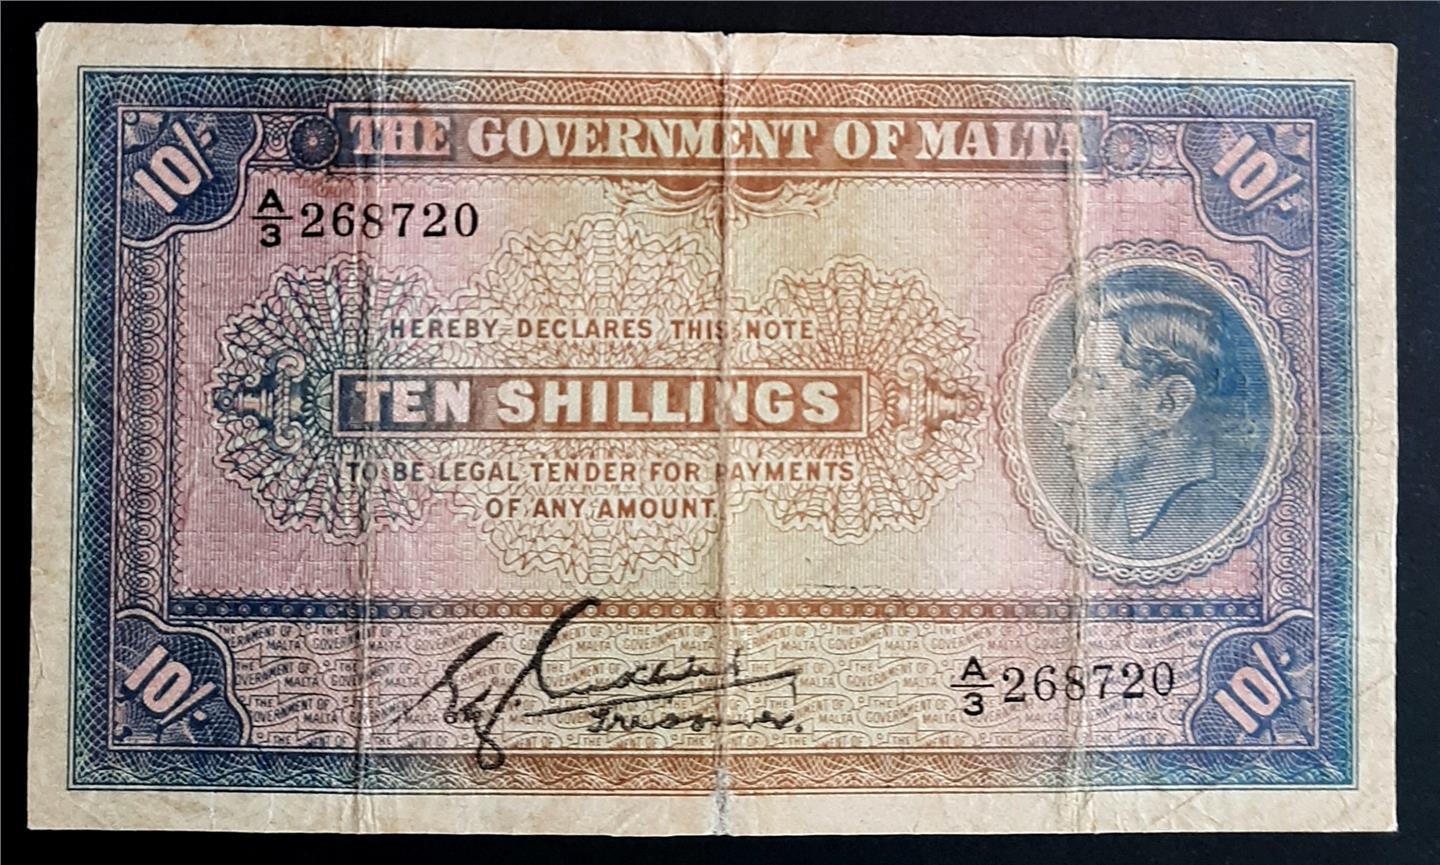 THE GOVERNMENT OF MALTA
10/-
10/-
A/3 268720
HEREBY DECLARES THIS NOTE
TEN SHILLINGS
TO BE LEGAL TENDER FOR PAYMENTS
OF ANY AMOUNT.
Treasurer.
A/3 268720
10/-
10/-